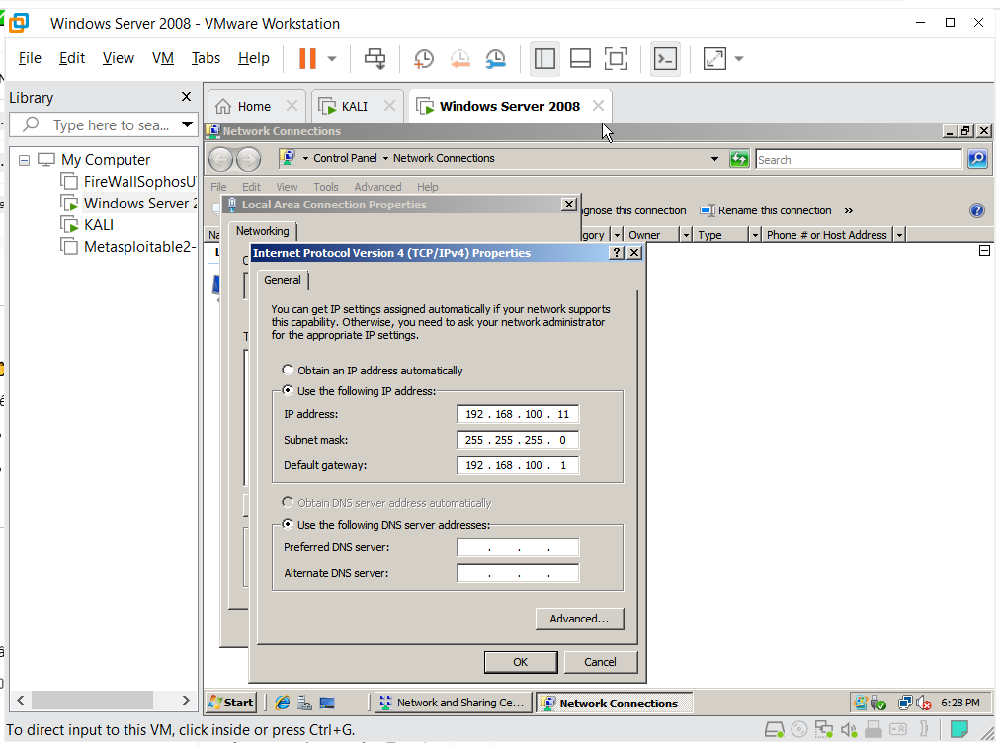 Windows Server 2008 - VMware Workstation
File Edit View VM Tabs Help
Library
Home KALI Windows Server 2008
Type here to sea...
Network Connections
My Computer
FireWallSophosU
Windows Server 2
KALI
Metasploitable2-
Control Panel Network Connections
Search
File Edit View Tools Advanced Help
Local Area Connection Properties
gnose this connection Rename this connection »
Na gory Owner Type Phone # or Host Address
Networking
Internet Protocol Version 4 (TCP/IPv4) Properties
General
You can get IP settings assigned automatically if your network supports
this capability. Otherwise, you need to ask your network administrator
for the appropriate IP settings.
Obtain an IP address automatically
Use the following IP address:
IP address: 192 . 168 . 100 . 11
Subnet mask: 255 . 255 . 255 . 0
Default gateway: 192 . 168 . 100 . 1
Obtain DNS server address automatically
Use the following DNS server addresses:
Preferred DNS server: . . .
Alternate DNS server: . . .
Advanced...
OK Cancel
Start Network and Sharing Ce... Network Connections 6:28 PM
To direct input to this VM, click inside or press Ctrl+G.